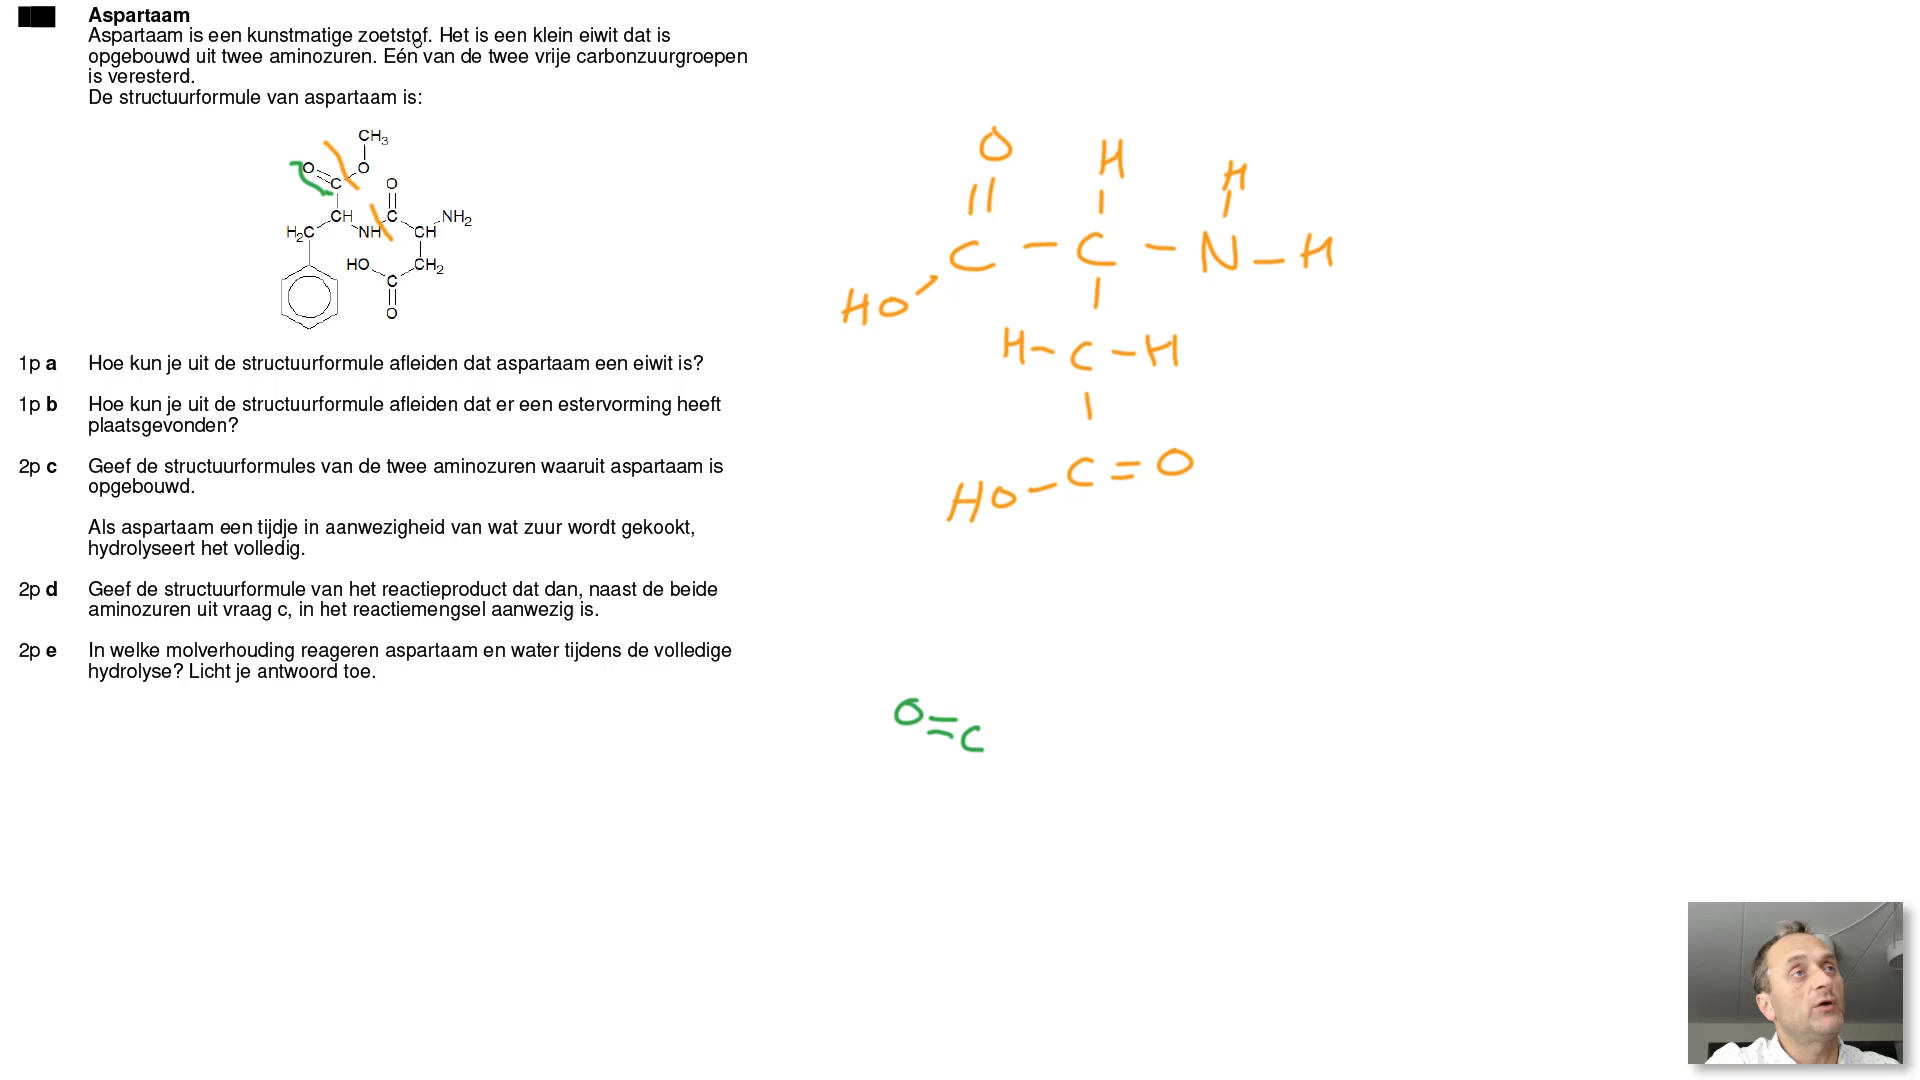 Aspartaam
Aspartaam is een kunstmatige zoetstof. Het is een klein eiwit dat is
opgebouwd uit twee aminozuren. Eén van de twee vrije carbonzuurgroepen
is veresterd.
De structuurformule van aspartaam is:
CH3
O
O
C
O
CH
C
NH2
H2C
NH
CH
HO
CH2
C
O
1p a Hoe kun je uit de structuurformule afleiden dat aspartaam een eiwit is?
1p b Hoe kun je uit de structuurformule afleiden dat er een estervorming heeft
plaatsgevonden?
2p c Geef de structuurformules van de twee aminozuren waaruit aspartaam is
opgebouwd.
Als aspartaam een tijdje in aanwezigheid van wat zuur wordt gekookt,
hydrolyseert het volledig.
2p d Geef de structuurformule van het reactieproduct dat dan, naast de beide
aminozuren uit vraag c, in het reactiemengsel aanwezig is.
2p e In welke molverhouding reageren aspartaam en water tijdens de volledige
hydrolyse? Licht je antwoord toe.
O H H
C - C - N - H
HO
H - C - H
HO - C = O
O = C